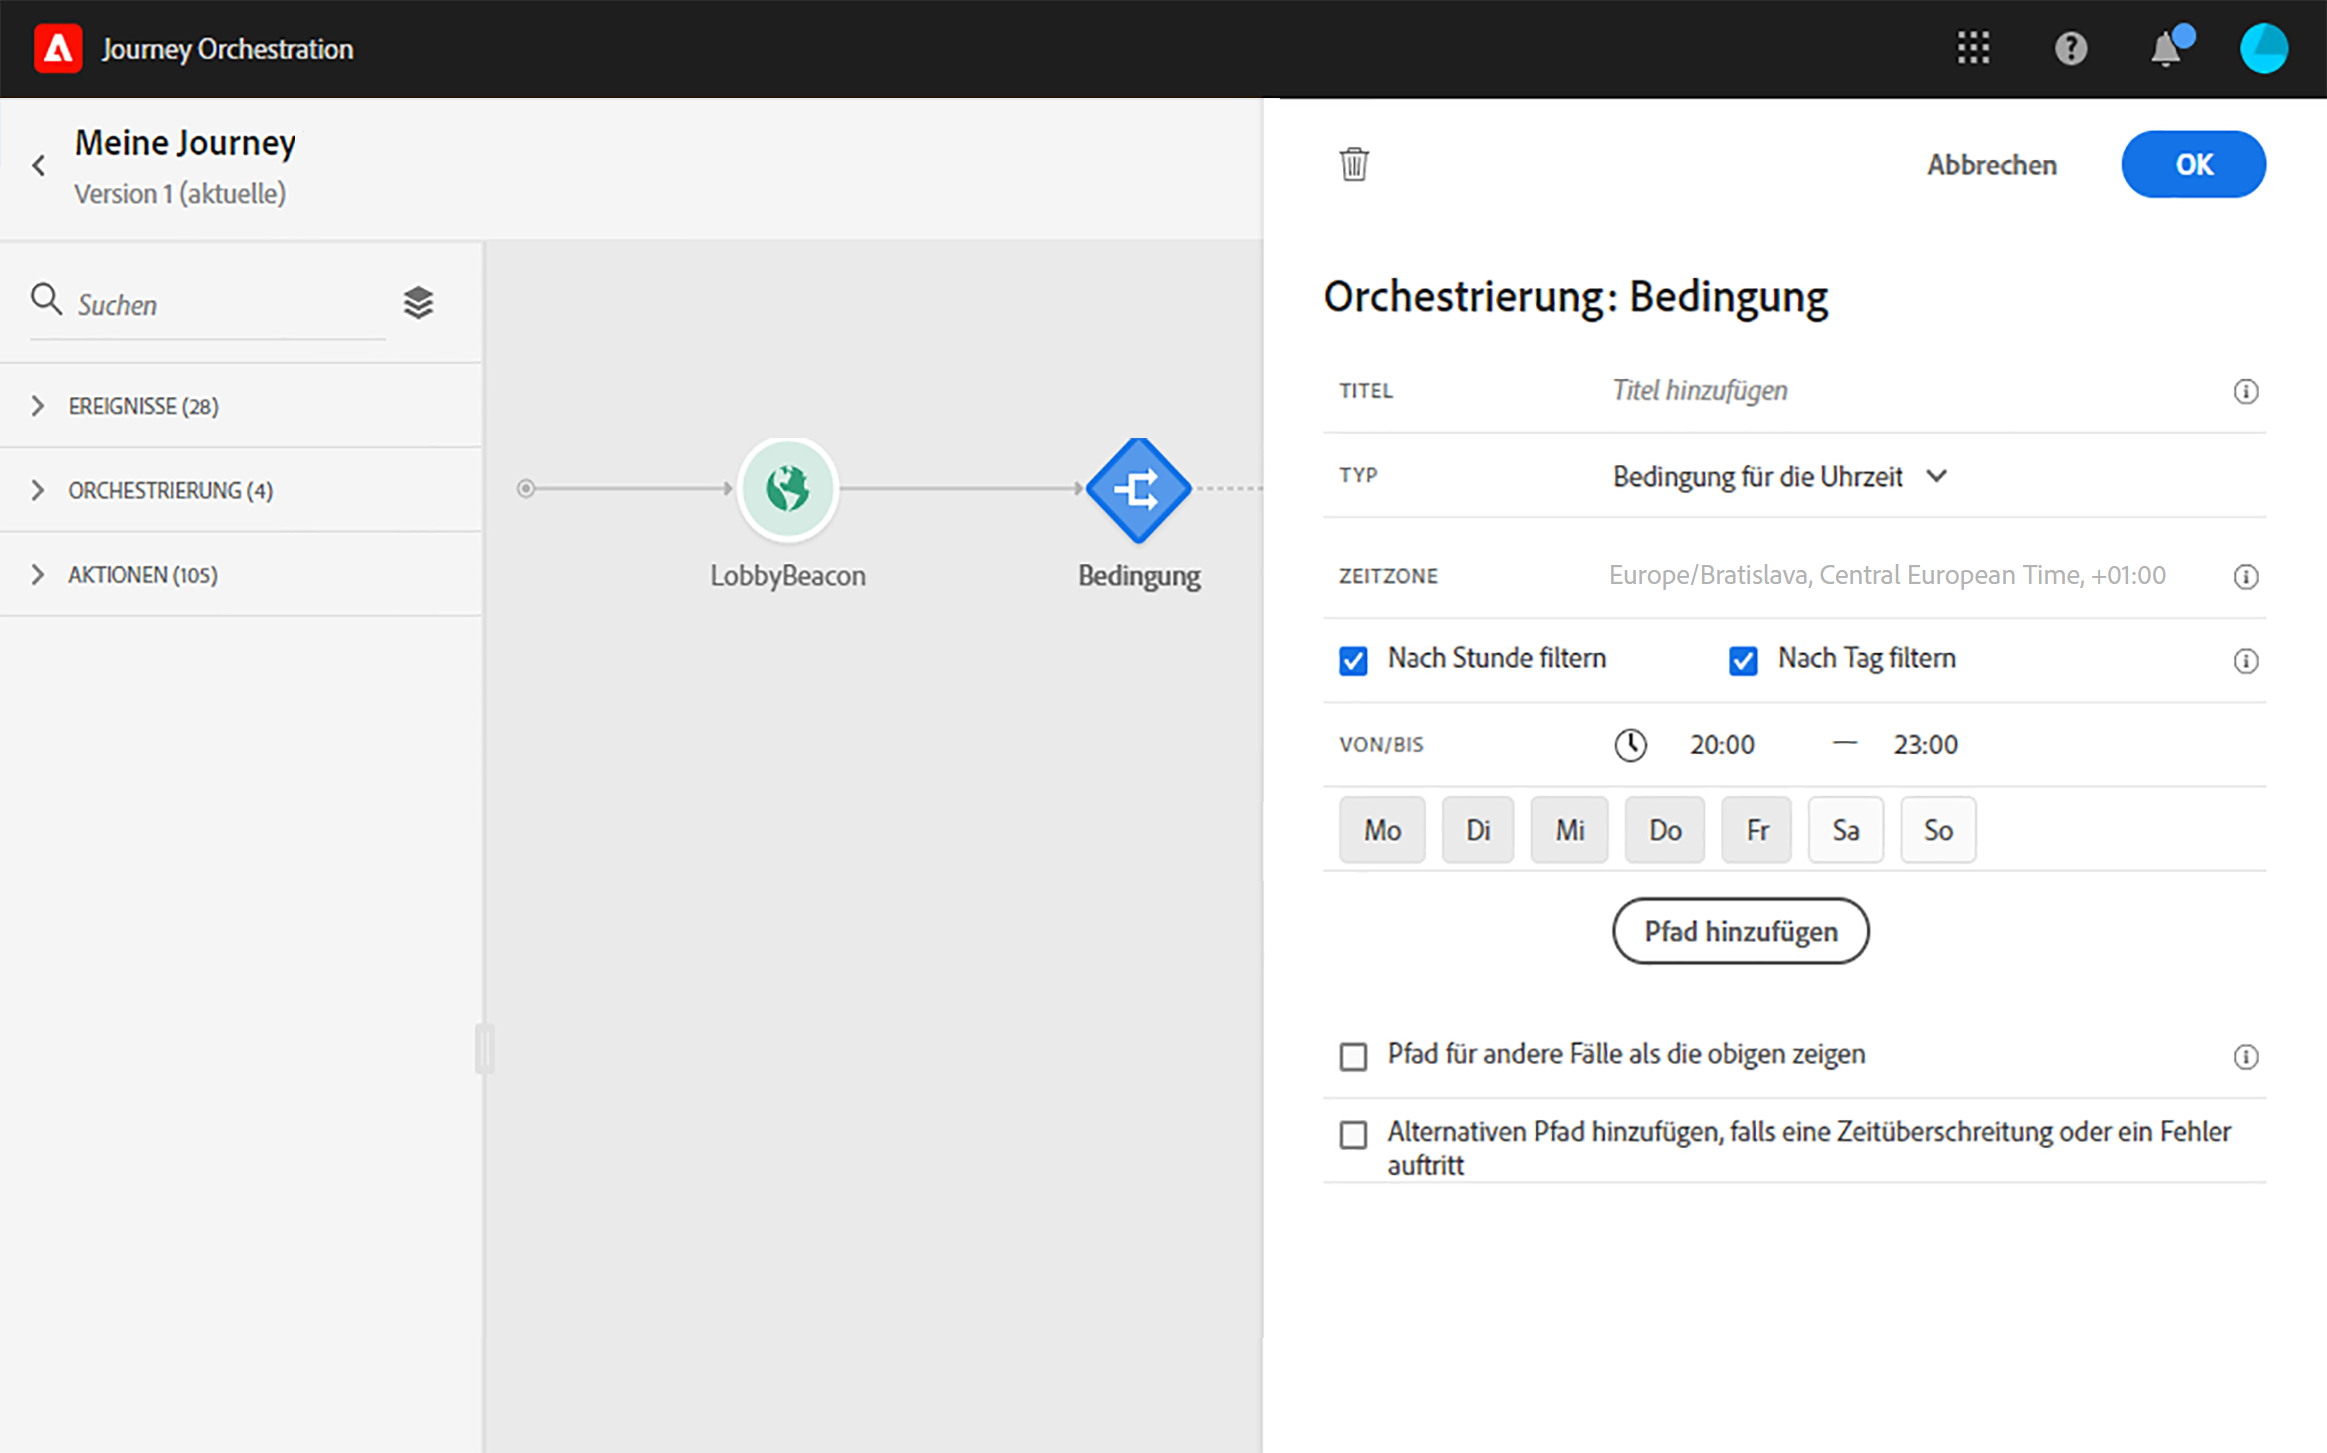 Journey Orchestration
Meine Journey
Version 1 (aktuelle)
Suchen
EREIGNISSE (28)
ORCHESTRIERUNG (4)
AKTIONEN (105)
LobbyBeacon
Bedingung
Abbrechen
OK
Orchestrierung: Bedingung
TITEL
Titel hinzufügen
TYP
Bedingung für die Uhrzeit
ZEITZONE
Europe/Bratislava, Central European Time, +01:00
Nach Stunde filtern
Nach Tag filtern
VON/BIS
20:00 — 23:00
Mo Di Mi Do Fr Sa So
Pfad hinzufügen
Pfad für andere Fälle als die obigen zeigen
Alternativen Pfad hinzufügen, falls eine Zeitüberschreitung oder ein Fehler
auftritt